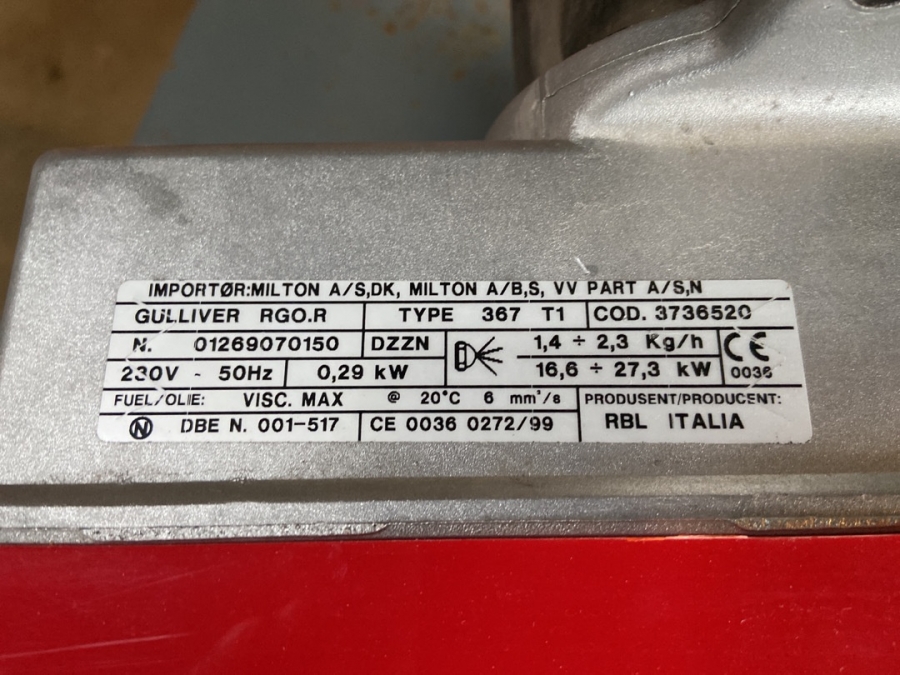 IMPORTØR:MILTON A/S,DK, MILTON A/B,S, VV PART A/S,N
GULLIVER RGO.R TYPE 367 T1 COD. 3736520
N. 01269070150 DZZN 1,4 ÷ 2,3 Kg/h CE
230V ~ 50Hz 0,29 kW 16,6 ÷ 27,3 kW 0036
FUEL/OLIE: VISC. MAX @ 20°C 6 mm²/s PRODUSENT/PRODUCENT:
N DBE N. 001-517 CE 0036 0272/99 RBL ITALIA